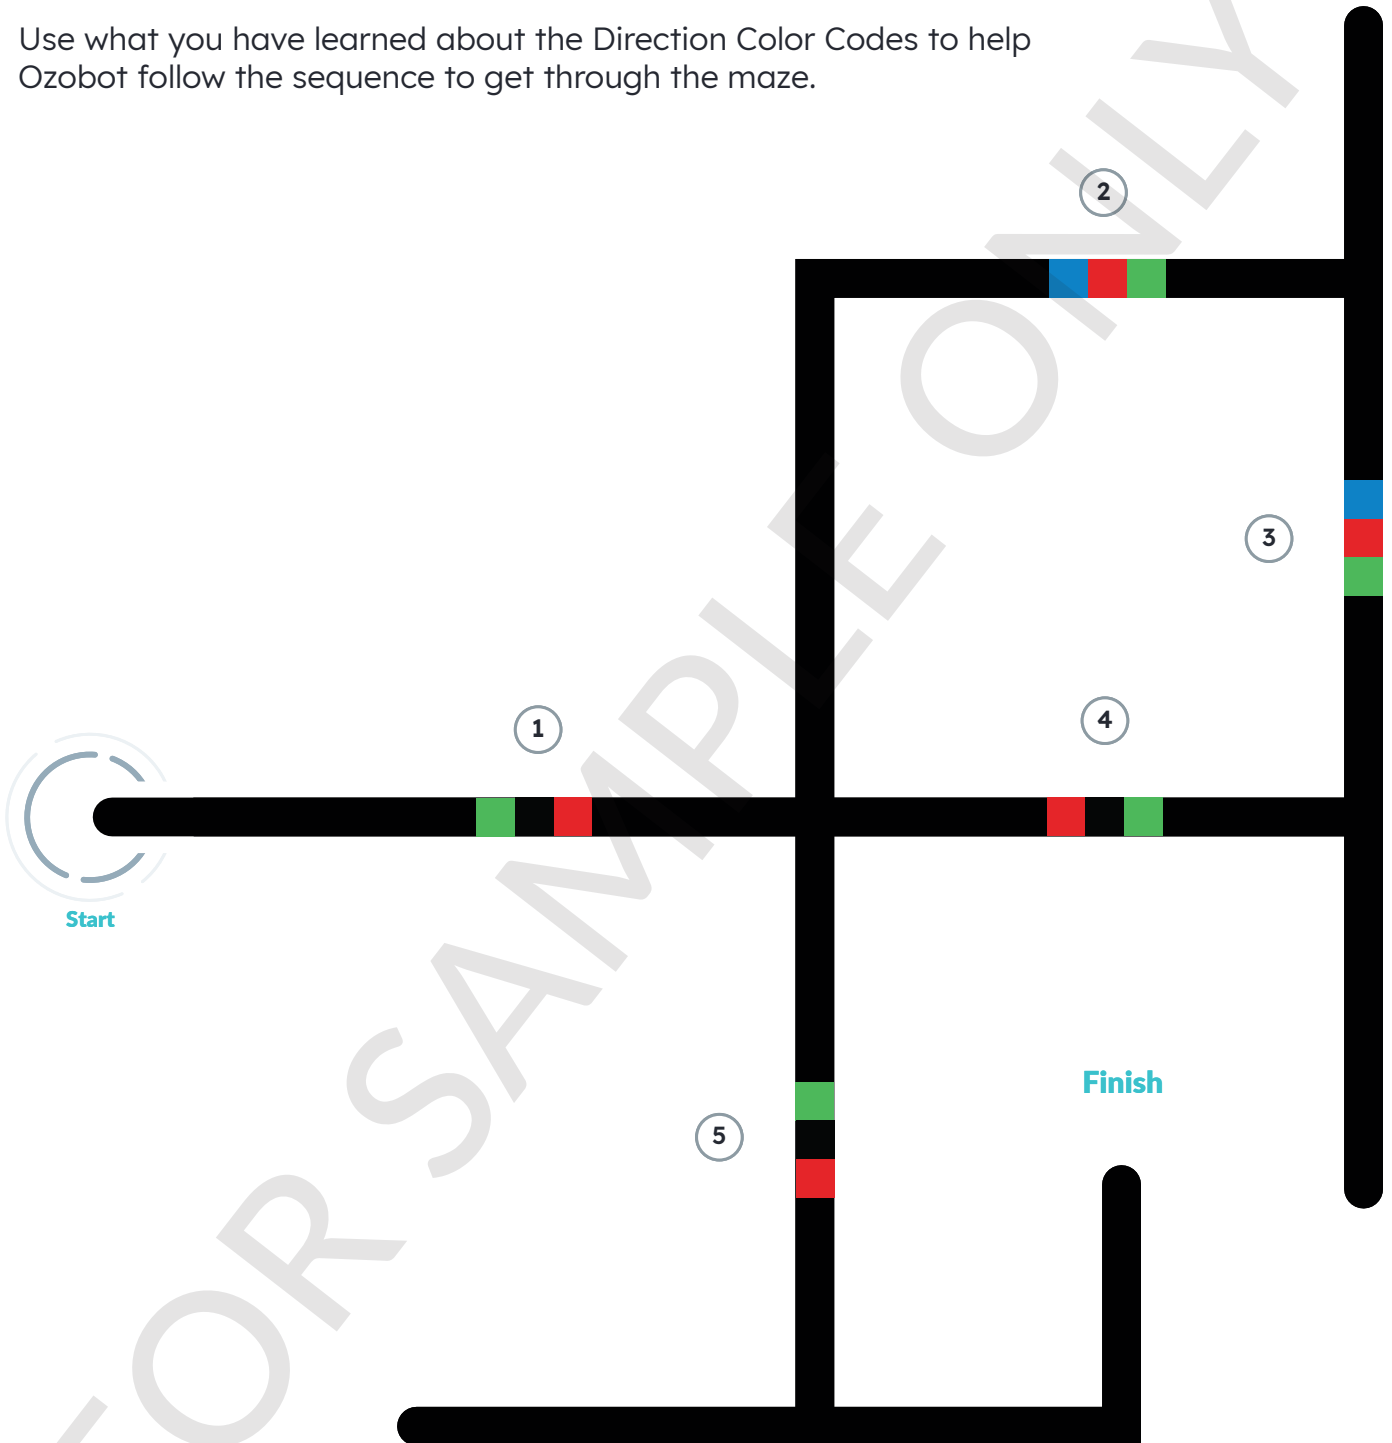 Use what you have learned about the Direction Color Codes to help
Ozobot follow the sequence to get through the maze.
2
3
1
4
Start
Finish
5
FOR SAMPLE ONLY